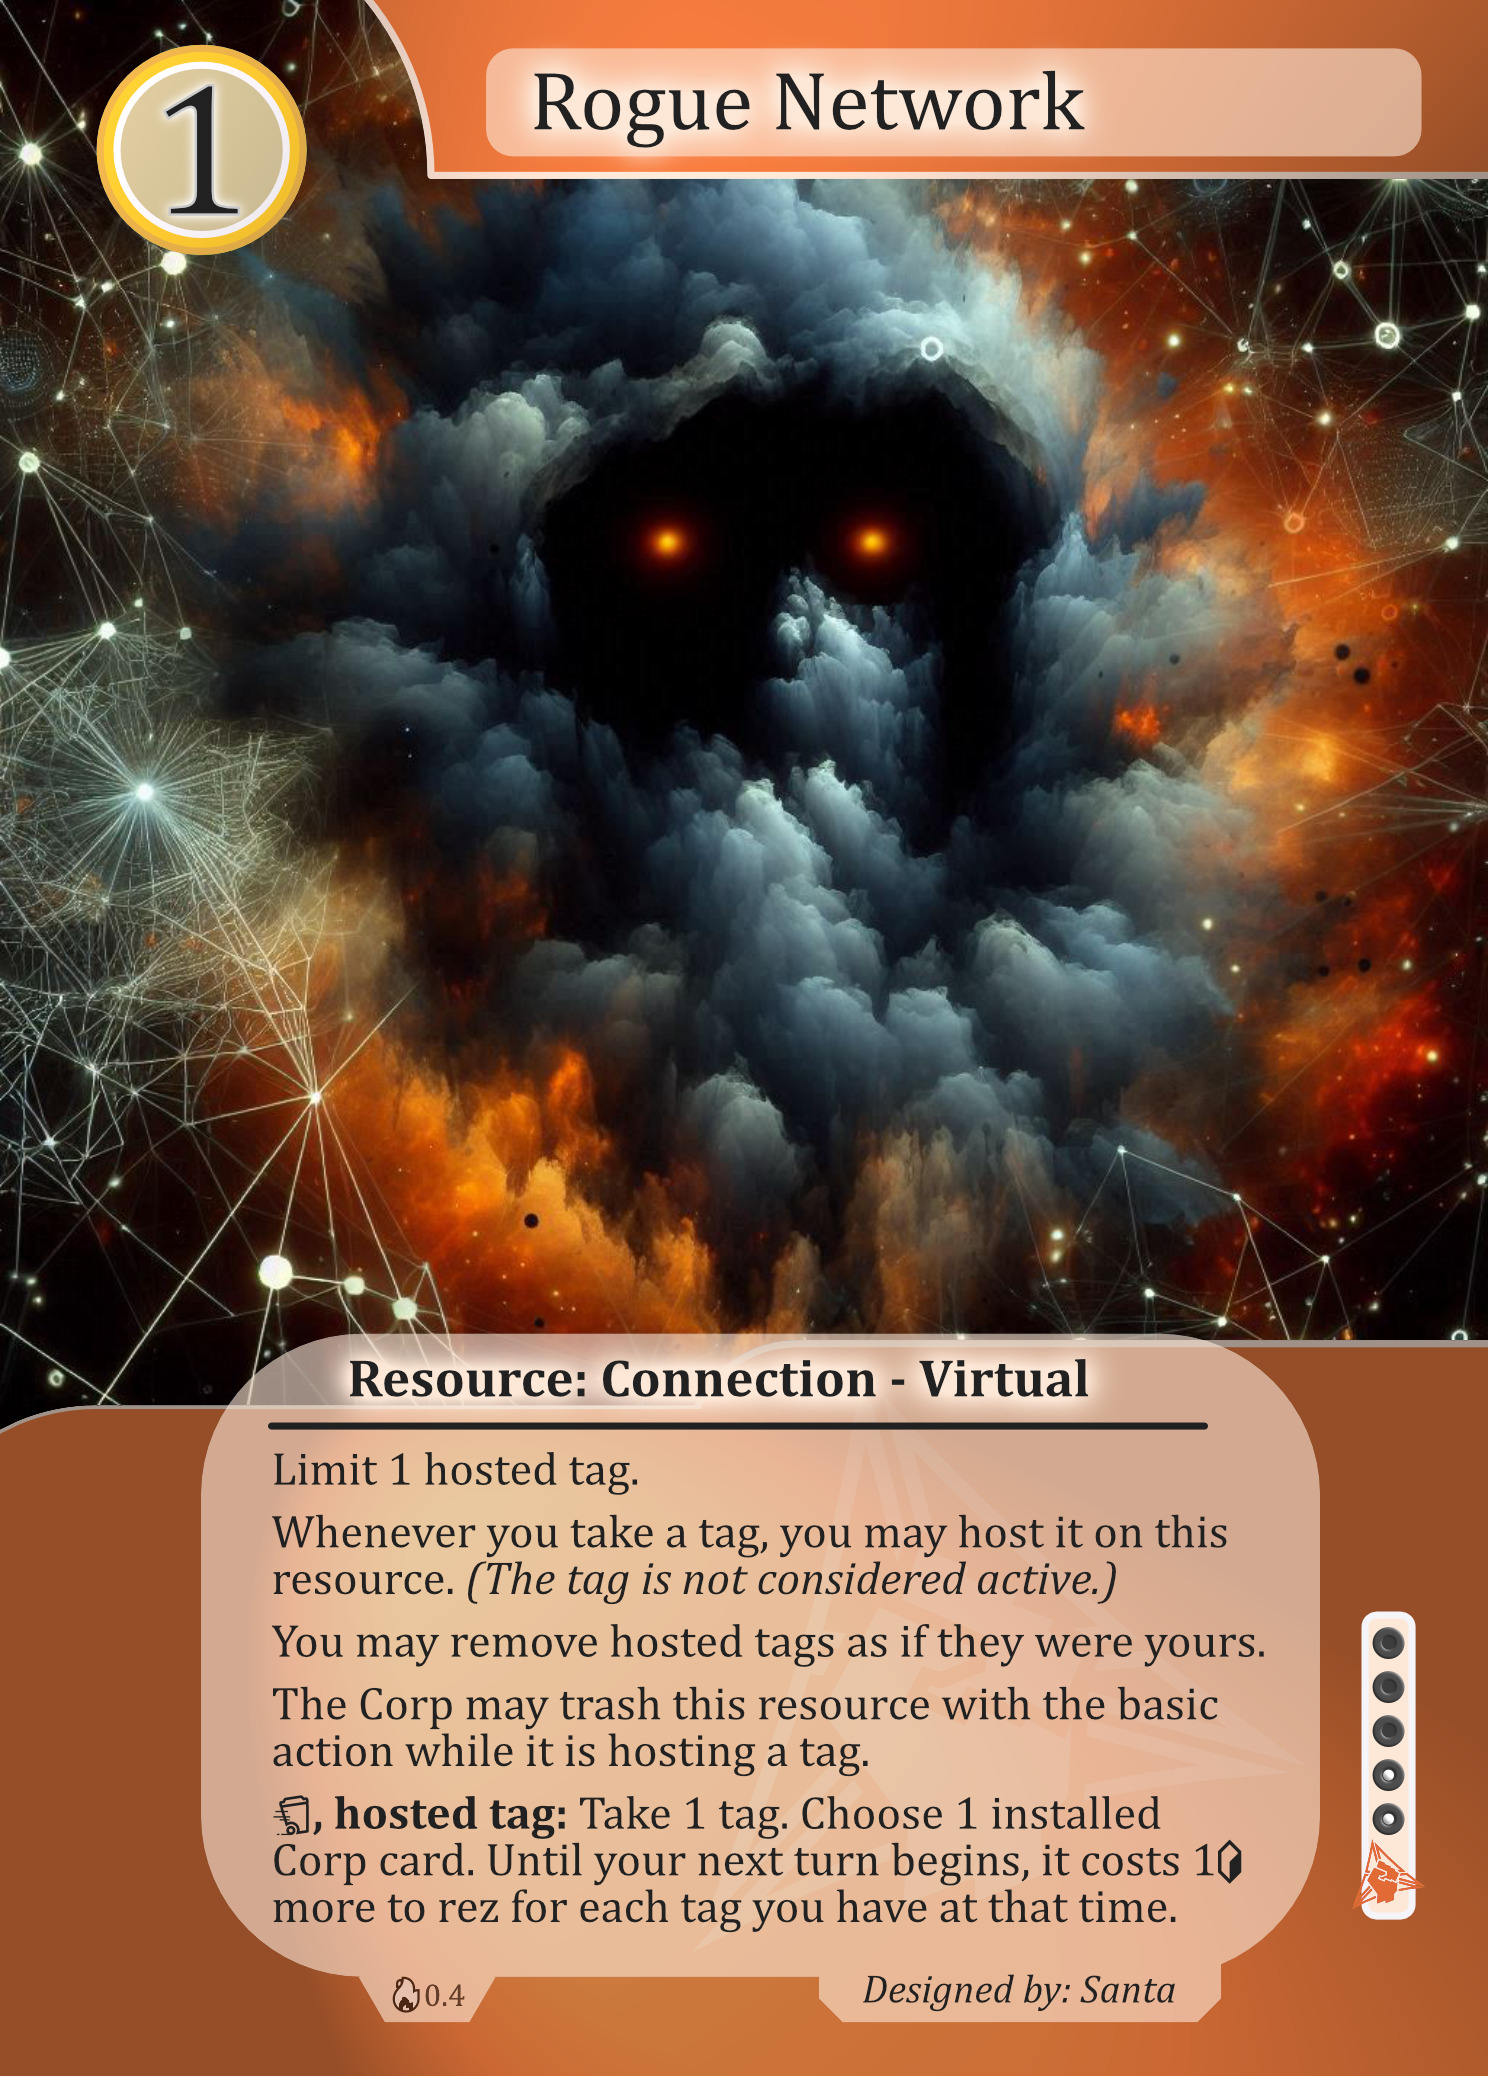 1
Rogue Network
Resource: Connection - Virtual
Limit 1 hosted tag.
Whenever you take a tag, you may host it on this
resource. (The tag is not considered active.)
You may remove hosted tags as if they were yours.
The Corp may trash this resource with the basic
action while it is hosting a tag.
, hosted tag: Take 1 tag. Choose 1 installed
Corp card. Until your next turn begins, it costs 1
more to rez for each tag you have at that time.
0.4
Designed by: Santa